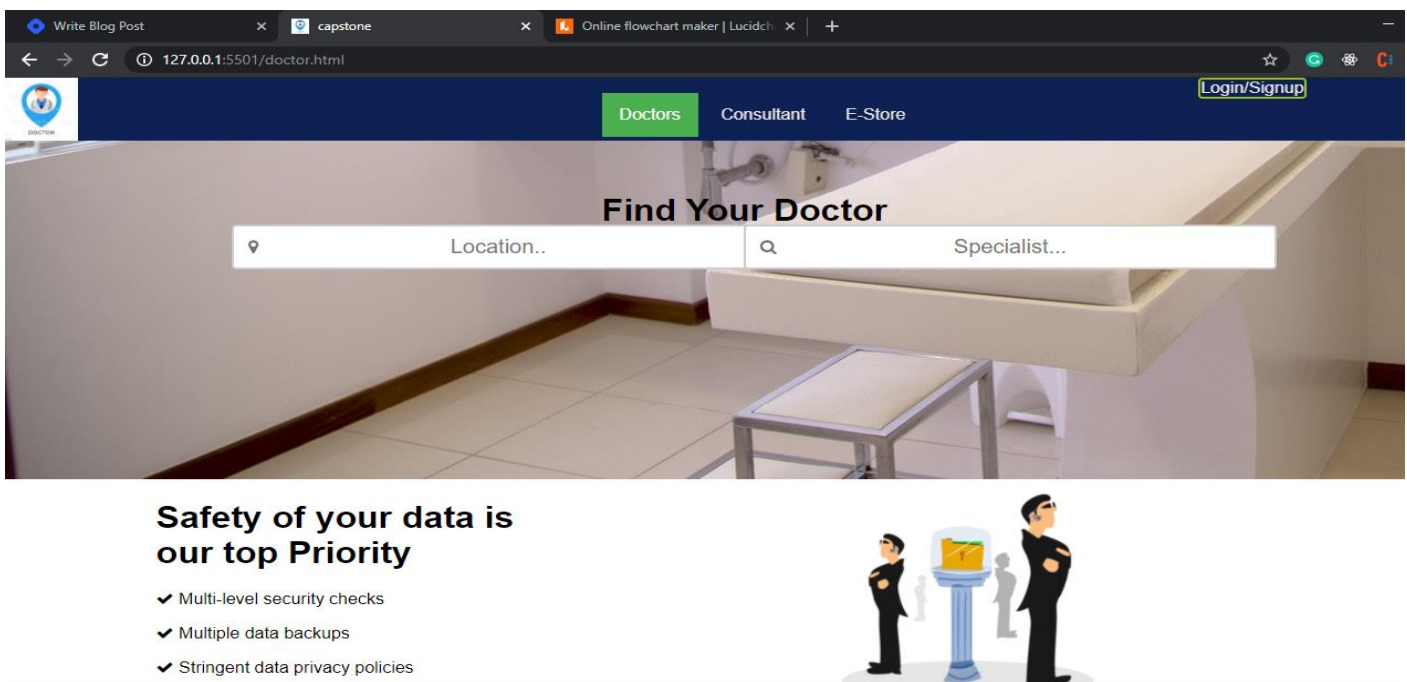 Write Blog Post
capstone
Online flowchart maker | Lucidch
127.0.0.1:5501/doctor.html
DOCTOR
Doctors
Consultant
E-Store
Login/Signup
Find Your Doctor
Location..
Specialist...
Safety of your data is
our top Priority
Multi-level security checks
Multiple data backups
Stringent data privacy policies